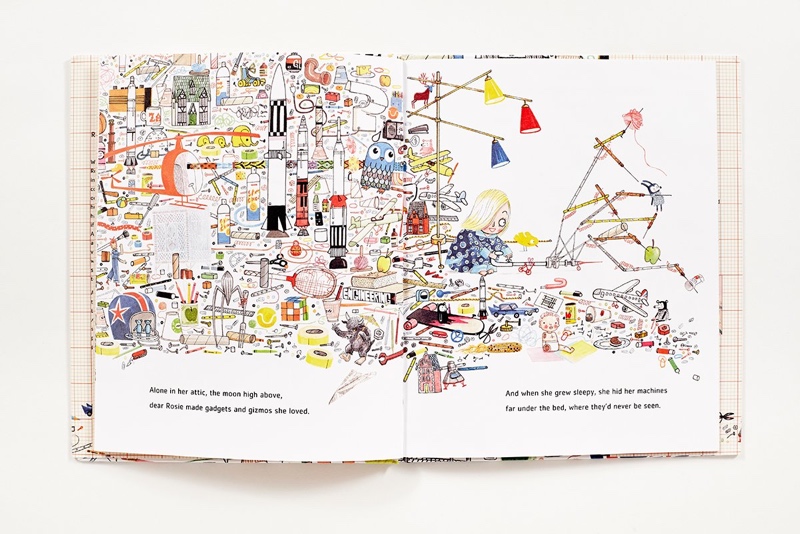 ENGINEERING
Alone in her attic, the moon high above,
dear Rosie made gadgets and gizmos she loved.
And when she grew sleepy, she hid her machines
far under the bed, where they'd never be seen.